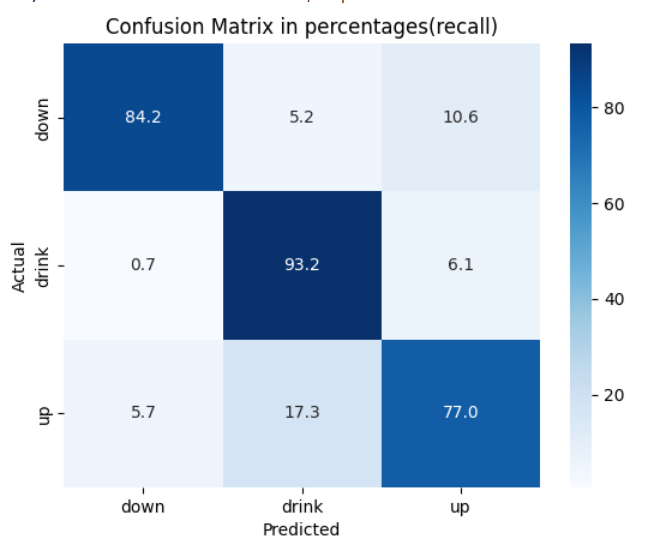 Confusion Matrix in percentages(recall)
down
84.2
5.2
10.6
80
60
Actual
drink
0.7
93.2
6.1
40
up
5.7
17.3
77.0
20
down
drink
up
Predicted